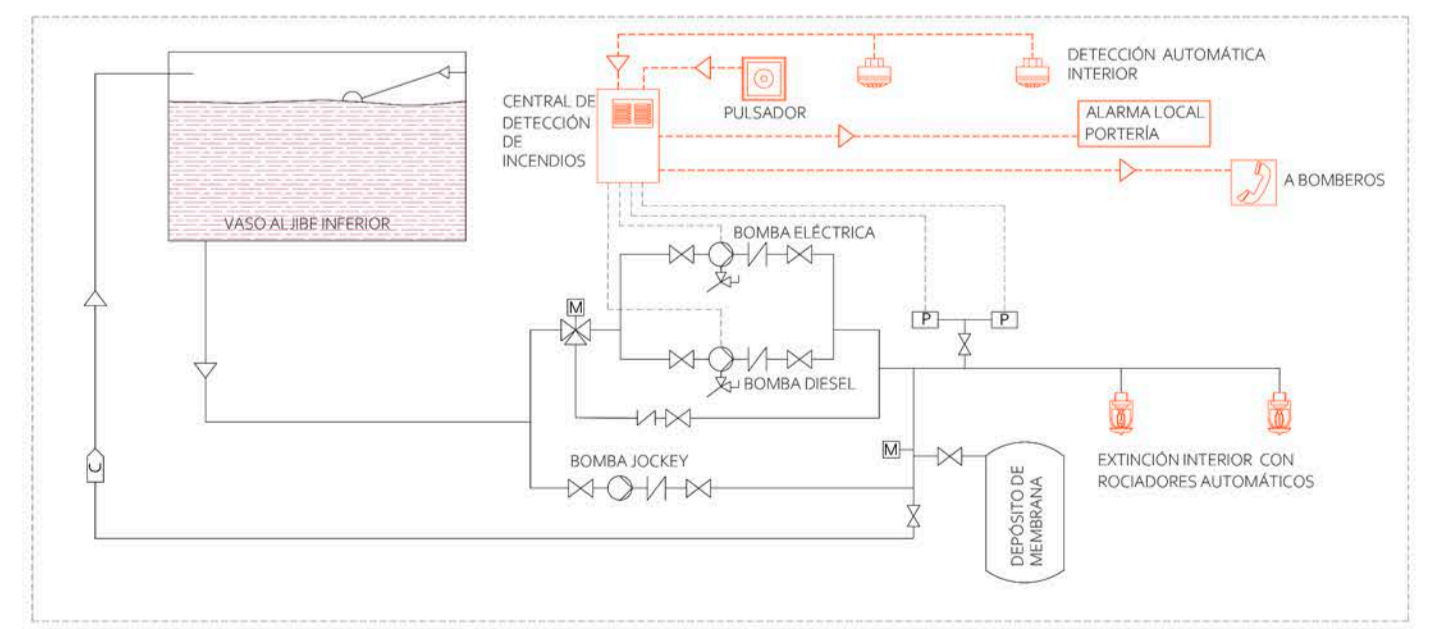 DETECCIÓN AUTOMÁTICA
INTERIOR
CENTRAL DE
DETECCIÓN
DE
INCENDIOS
PULSADOR
ALARMA LOCAL
PORTERÍA
A BOMBEROS
VASO ALJIBE INFERIOR
BOMBA ELÉCTRICA
M
P
P
BOMBA DIESEL
M
BOMBA JOCKEY
EXTINCIÓN INTERIOR CON
ROCIADORES AUTOMÁTICOS
C
DEPÓSITO DE
MEMBRANA